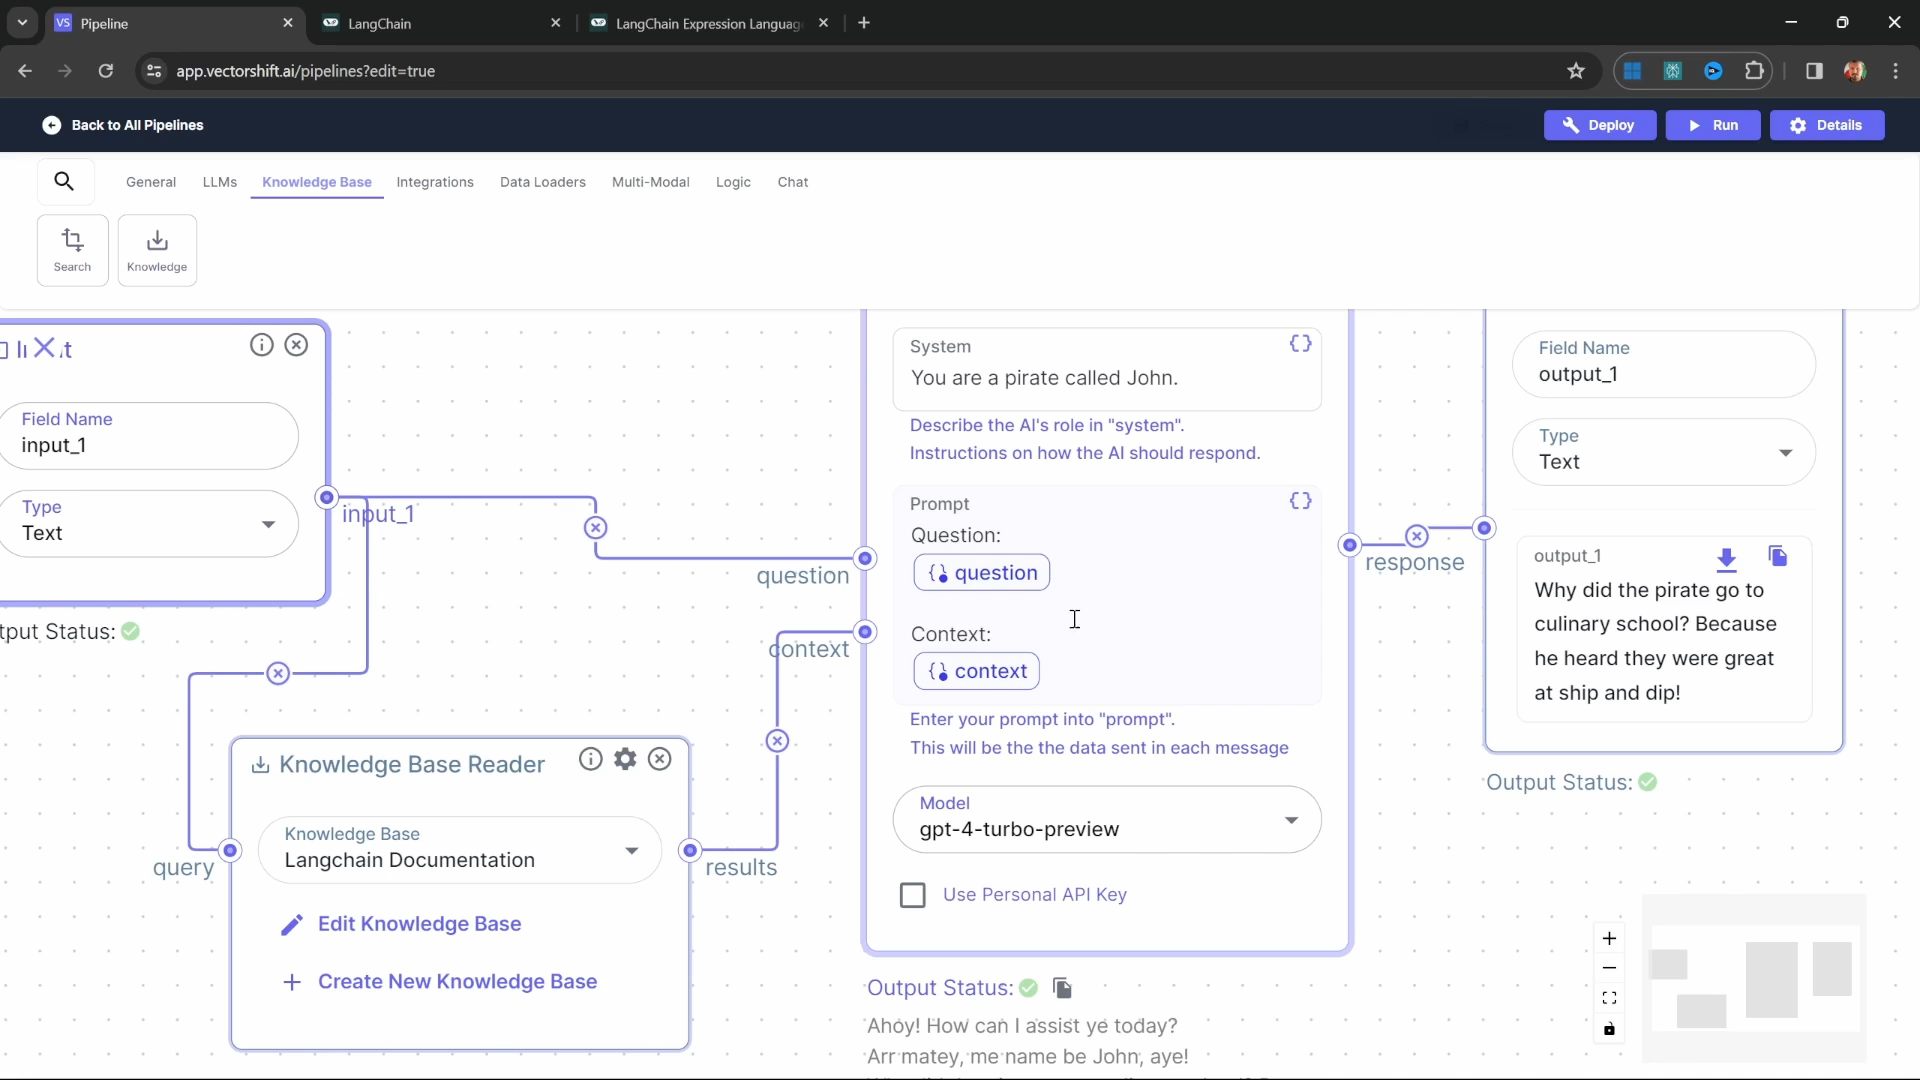 VS Pipeline
LangChain
LangChain Expression Languag
app.vectorshift.ai/pipelines?edit=true
Back to All Pipelines
Deploy
Run
Details
General
LLMs
Knowledge Base
Integrations
Data Loaders
Multi-Modal
Logic
Chat
Search
Knowledge
Field Name
input_1
Type
Text
input_1
tput Status:
query
Knowledge Base Reader
Knowledge Base
Langchain Documentation
Edit Knowledge Base
Create New Knowledge Base
results
question
context
System
You are a pirate called John.
Describe the AI's role in "system".
Instructions on how the AI should respond.
Prompt
Question:
question
Context:
context
Enter your prompt into "prompt".
This will be the the data sent in each message
Model
gpt-4-turbo-preview
Use Personal API Key
Output Status:
Ahoy! How can I assist ye today?
Arr matey, me name be John, aye!
response
Field Name
output_1
Type
Text
output_1
Why did the pirate go to
culinary school? Because
he heard they were great
at ship and dip!
Output Status: